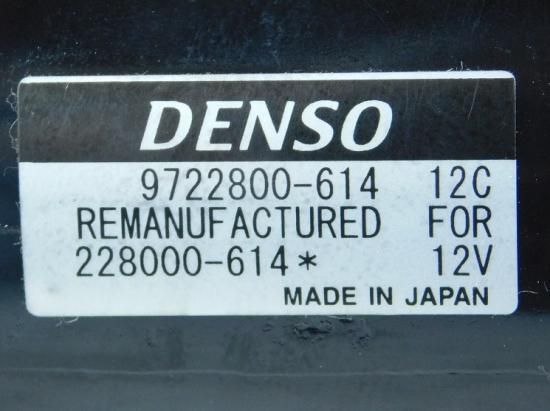 DENSO
9722800-614 12C
REMANUFACTURED FOR
228000-614* 12V
MADE IN JAPAN